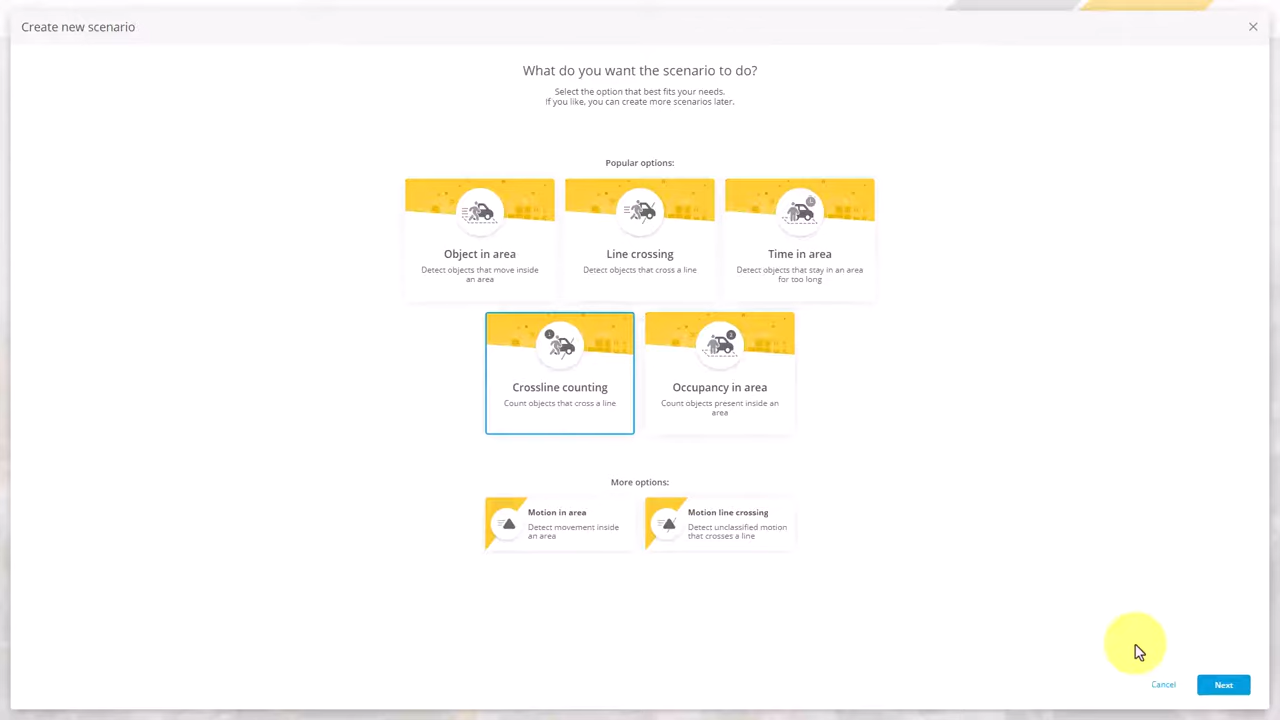 Create new scenario
What do you want the scenario to do?
Select the option that best fits your needs.
If you like, you can create more scenarios later.
Popular options:
Object in area
Detect objects that move inside
an area
Line crossing
Detect objects that cross a line
Time in area
Detect objects that stay in an area
for too long
Crossline counting
Count objects that cross a line
Occupancy in area
Count objects present inside an
area
More options:
Motion in area
Detect movement inside
an area
Motion line crossing
Detect unclassified motion
that crosses a line
Cancel
Next